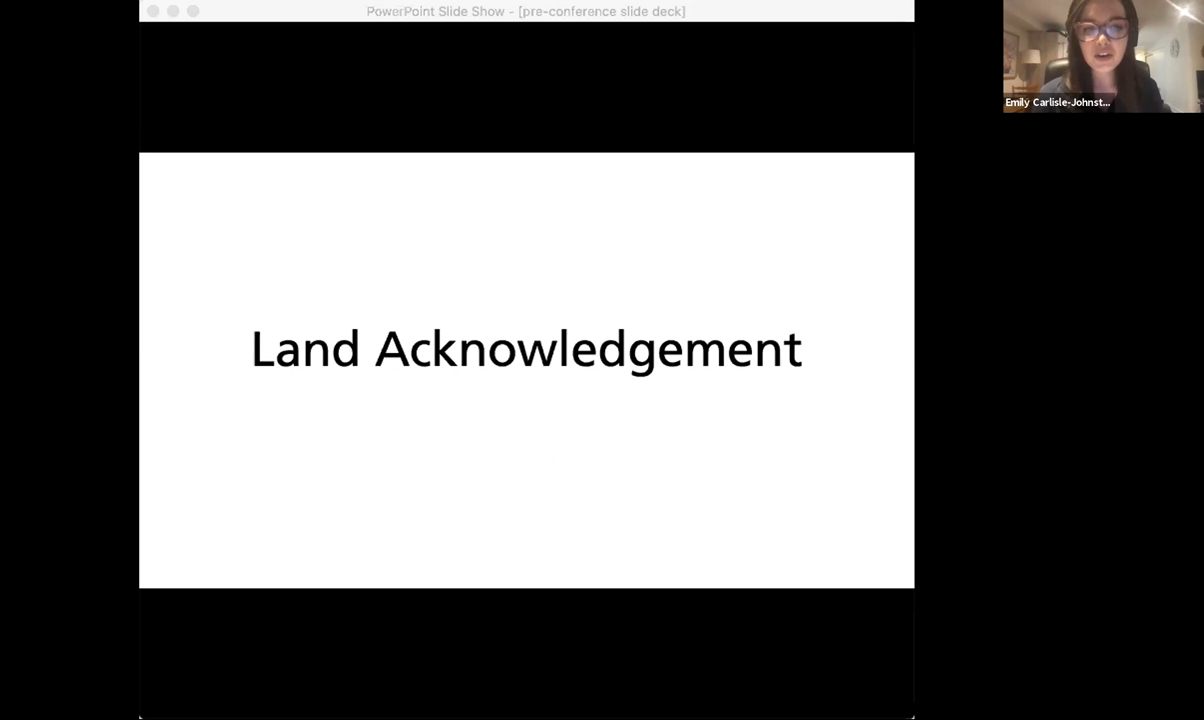 PowerPoint Slide Show - [pre-conference slide deck]
Emily Carlisle-Johnst...
Land Acknowledgement